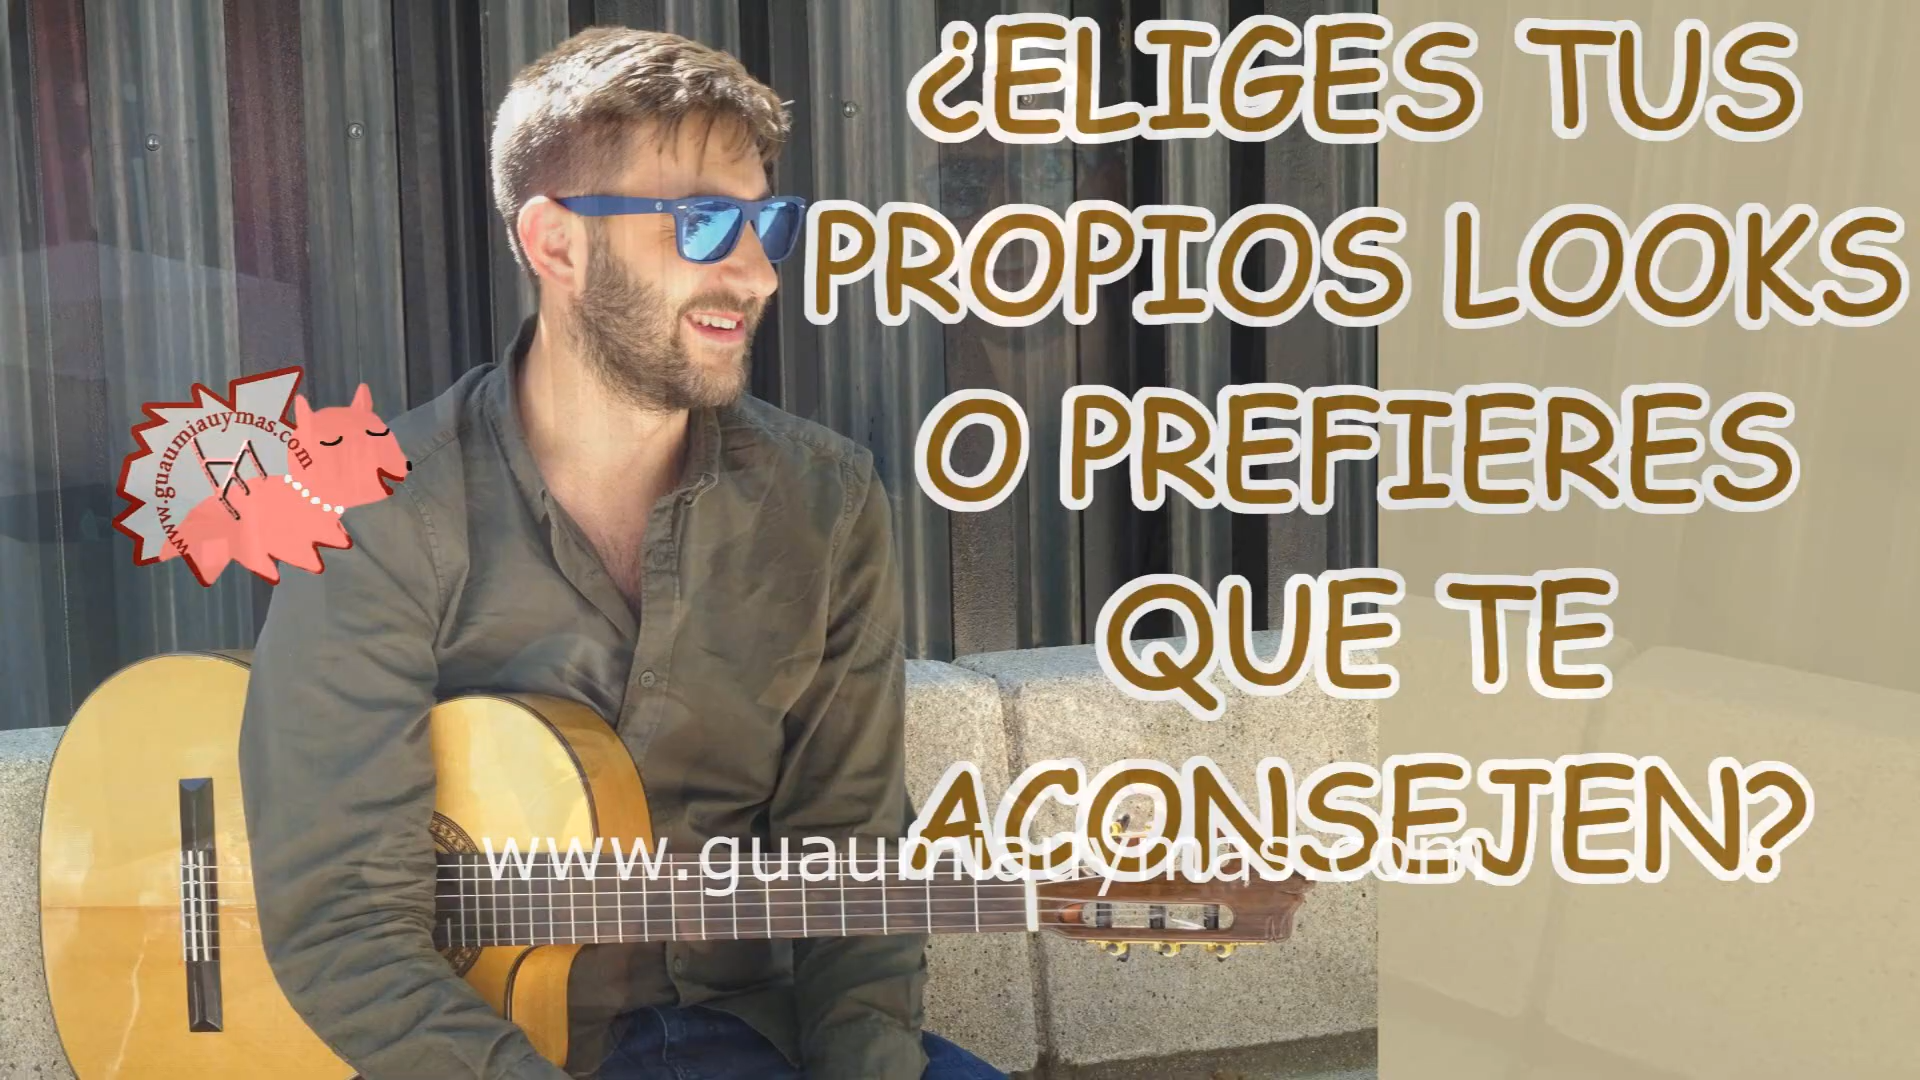 ¿ELIGES TUS
PROPIOS LOOKS
O PREFIERES
QUE TE
ACONSEJEN?
www.guaumiauymas.com
www.guaumiauymas.com